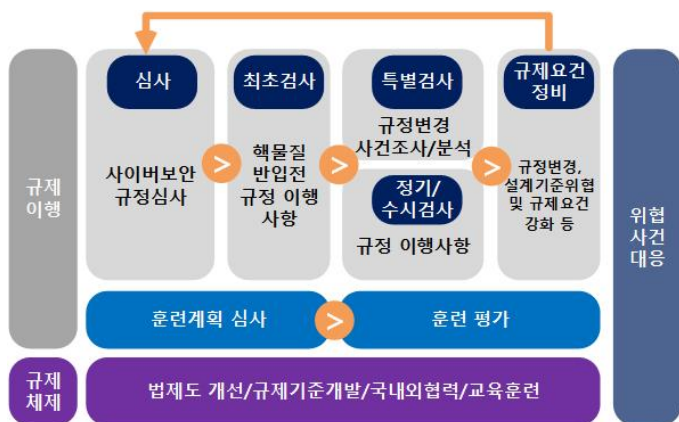 규제
이행
심사
사이버보안
규정심사
>
최초검사
핵물질
반입전
규정 이행
사항
>
특별검사
규정변경
사건조사/분석
정기/
수시검사
규정 이행사항
>
규제요건
정비
규정변경,
설계기준위협
및 규제요건
강화 등
훈련계획 심사
>
훈련 평가
위협
사건
대응
규제
체제
법제도 개선/규제기준개발/국내외협력/교육훈련